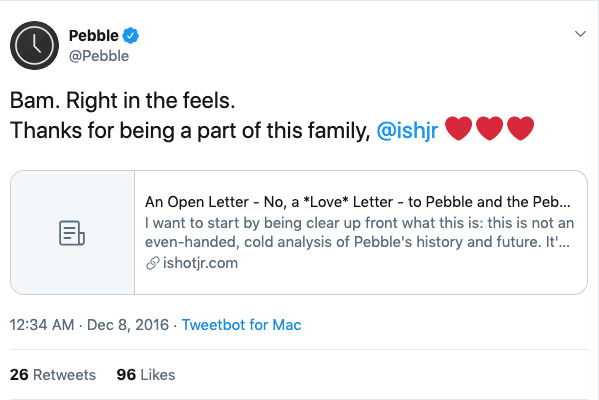 Pebble
@Pebble
Bam. Right in the feels.
Thanks for being a part of this family, @ishjr ❤️❤️❤️
An Open Letter - No, a *Love* Letter - to Pebble and the Peb...
I want to start by being clear up front what this is: this is not an
even-handed, cold analysis of Pebble's history and future. It'...
ishotjr.com
12:34 AM · Dec 8, 2016 · Tweetbot for Mac
26 Retweets 96 Likes